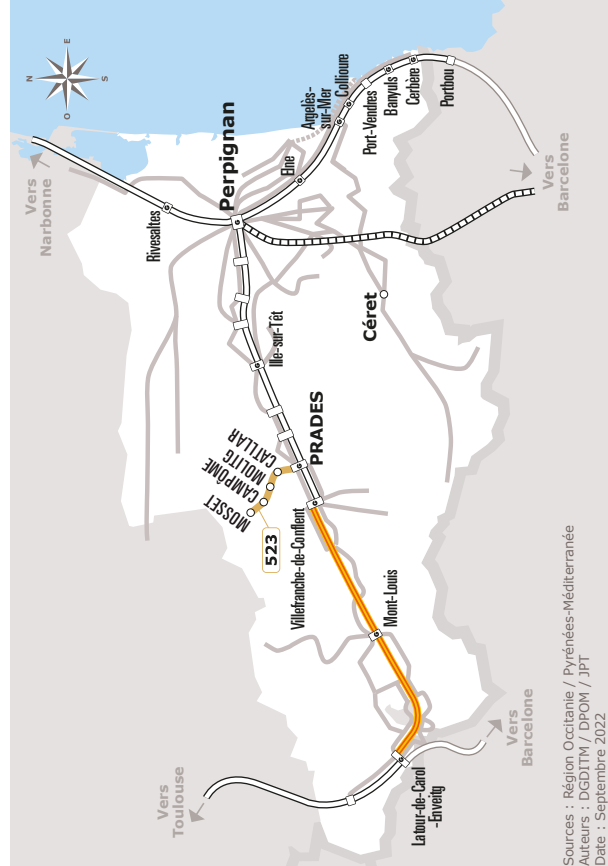 N
E
S
O
Vers
Narbonne
Rivesaltes
Perpignan
Elne
Argelès-
sur-Mer
Collioure
Port-Vendres
Banyuls
Cerbère
Portbou
Vers
Barcelone
Ille-sur-Têt
Céret
PRADES
CATLLAR
MOLITG
CAMPÔME
MOSSET
523
Villefranche-de-Conflent
Mont-Louis
Latour-de-Carol
-Enveitg
Vers
Toulouse
Vers
Barcelone
Sources : Région Occitanie / Pyrénées-Méditerranée
Auteurs : DGDITM / DPOM / JPT
Date : Septembre 2022